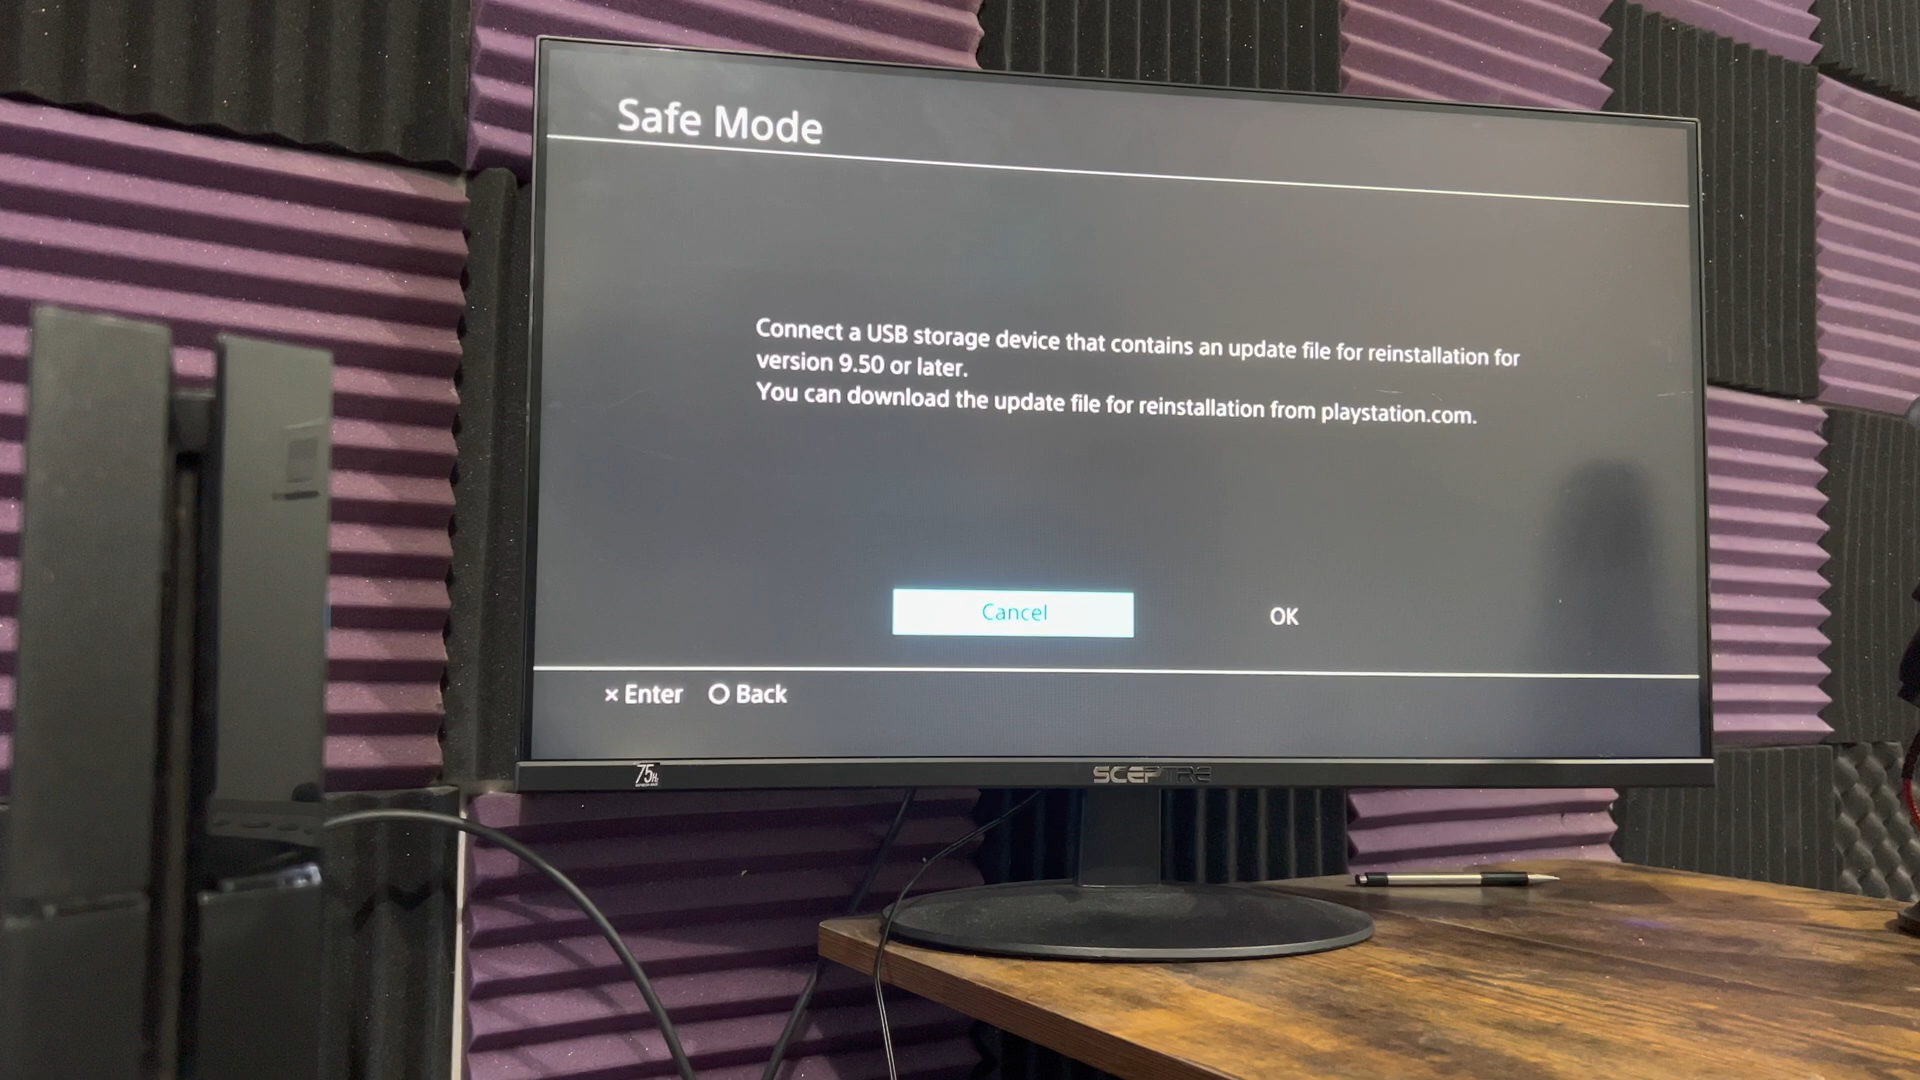 Safe Mode
Connect a USB storage device that contains an update file for reinstallation for
version 9.50 or later.
You can download the update file for reinstallation from playstation.com.
Cancel
OK
× Enter ○ Back
75Hz
SCEPTRE